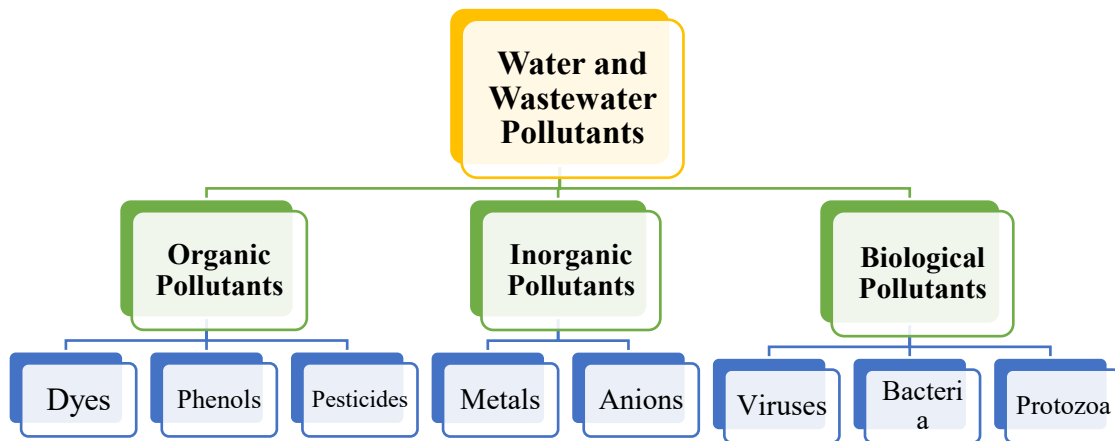 Water and
Wastewater
Pollutants
Organic
Pollutants
Inorganic
Pollutants
Biological
Pollutants
Dyes
Phenols
Pesticides
Metals
Anions
Viruses
Bacteri
a
Protozoa